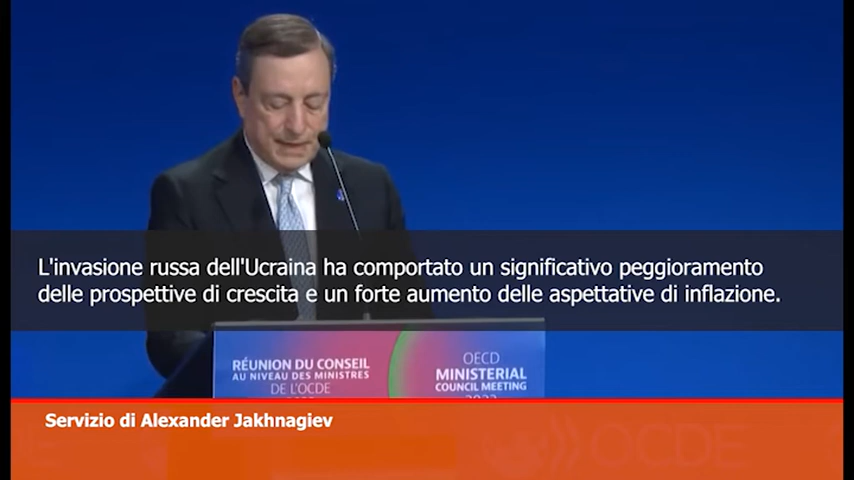 L'invasione russa dell'Ucraina ha comportato un significativo peggioramento
delle prospettive di crescita e un forte aumento delle aspettative di inflazione.
RÉUNION DU CONSEIL
AU NIVEAU DES MINISTRES
DE L'OCDE
OECD
MINISTERIAL
COUNCIL MEETING
Servizio di Alexander Jakhnagiev
OCDE